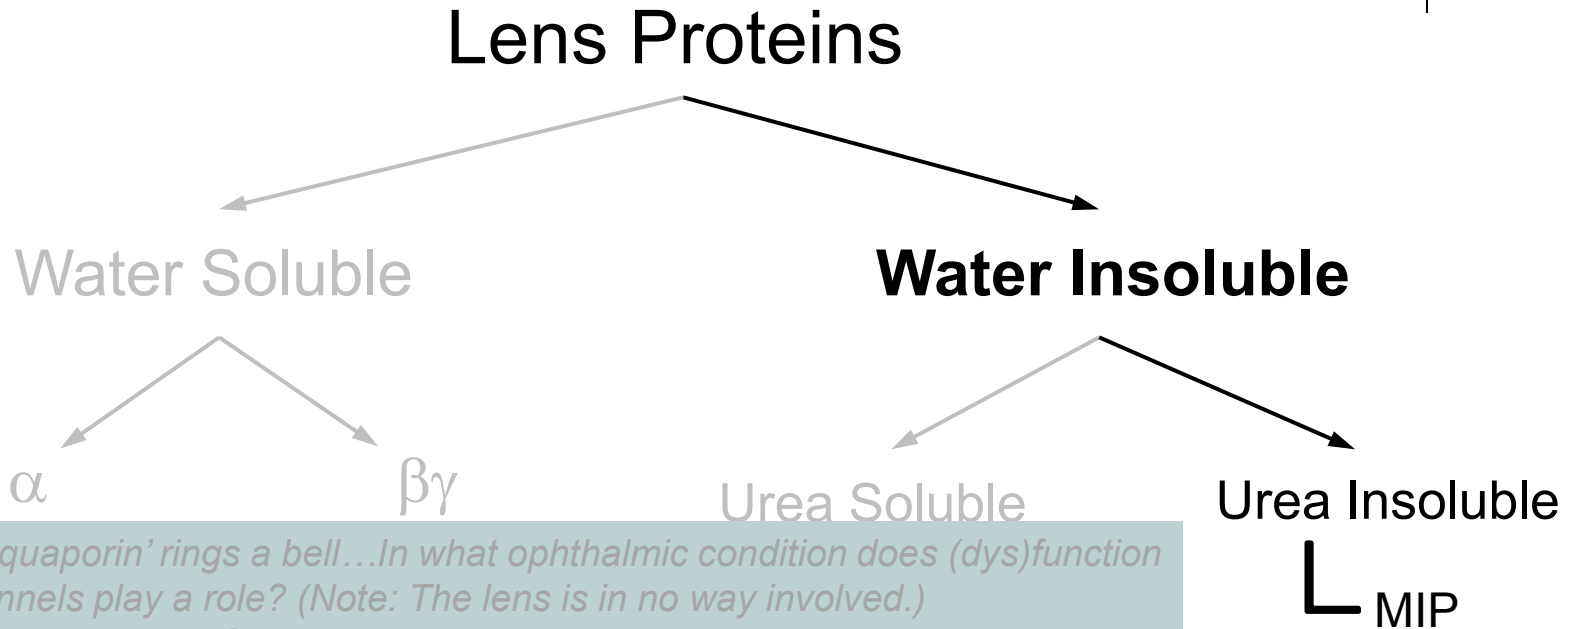 Lens Proteins
Water Soluble
Water Insoluble
α
βγ
Urea Soluble
Urea Insoluble
quaporin’ rings a bell…In what ophthalmic condition does (dys)function
nnels play a role? (Note: The lens is in no way involved.)
MIP